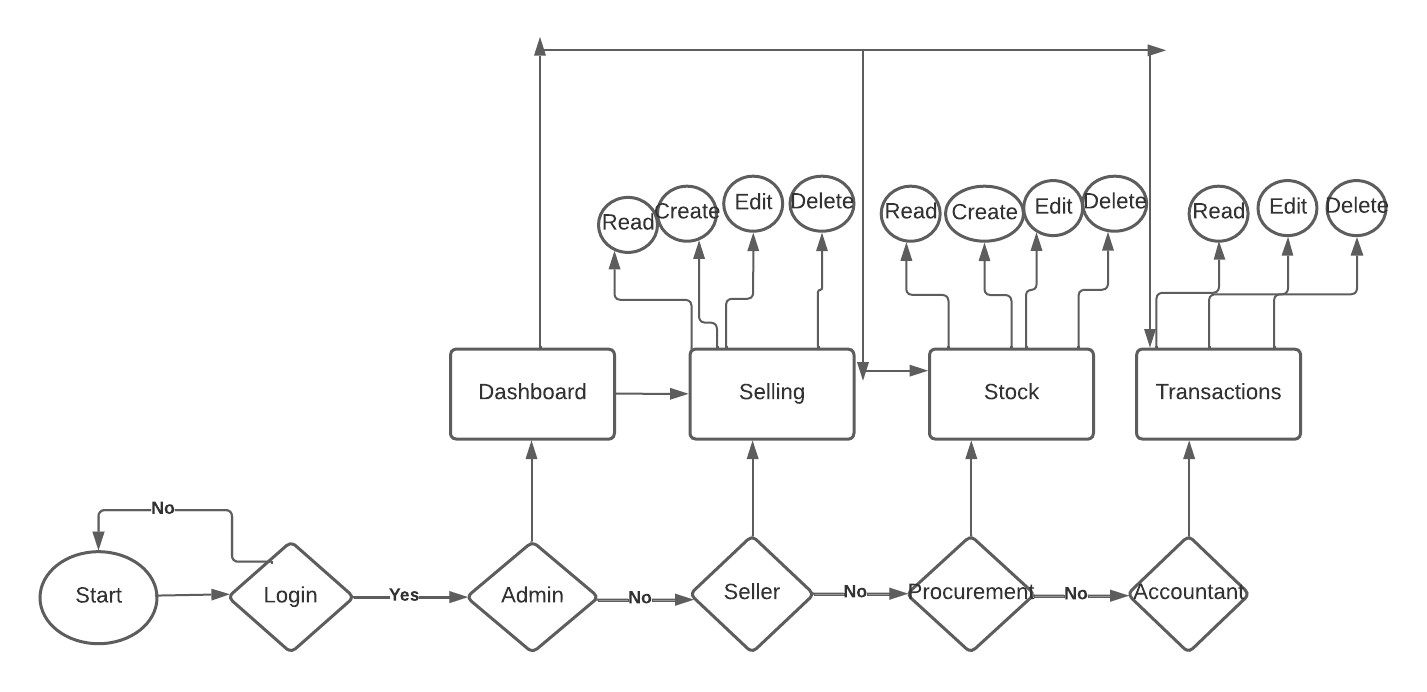 Read
Create
Edit
Delete
Read
Create
Edit
Delete
Read
Edit
Delete
Dashboard
Selling
Stock
Transactions
No
Start
Login
Yes
Admin
No
Seller
No
Procurement
No
Accountant